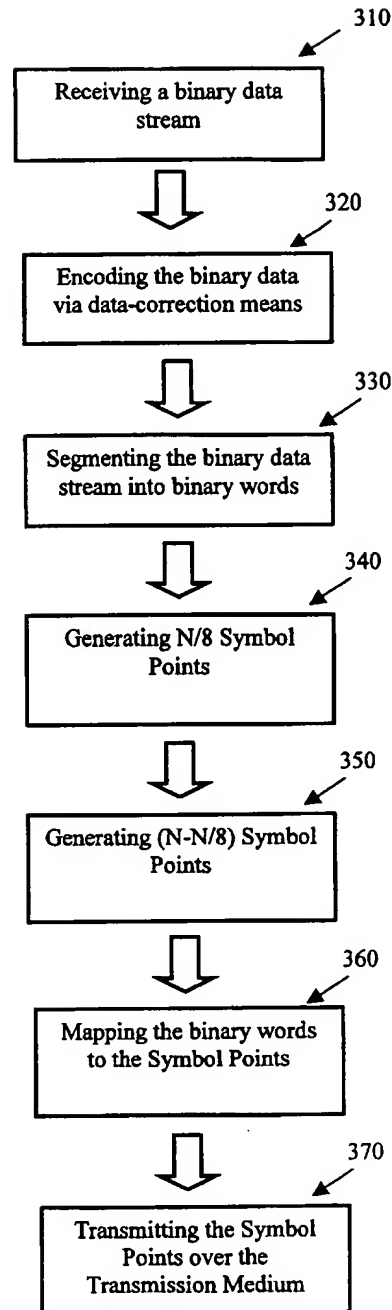 310
Receiving a binary data
stream
320
Encoding the binary data
via data-correction means
330
Segmenting the binary data
stream into binary words
340
Generating N/8 Symbol
Points
350
Generating (N-N/8) Symbol
Points
360
Mapping the binary words
to the Symbol Points
370
Transmitting the Symbol
Points over the
Transmission Medium